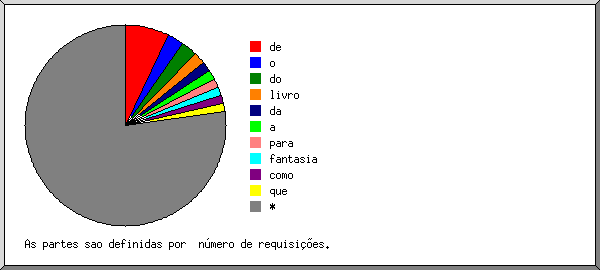 de
o
do
livro
da
a
para
fantasia
como
que
*
As partes sao definidas por  número de requisições.